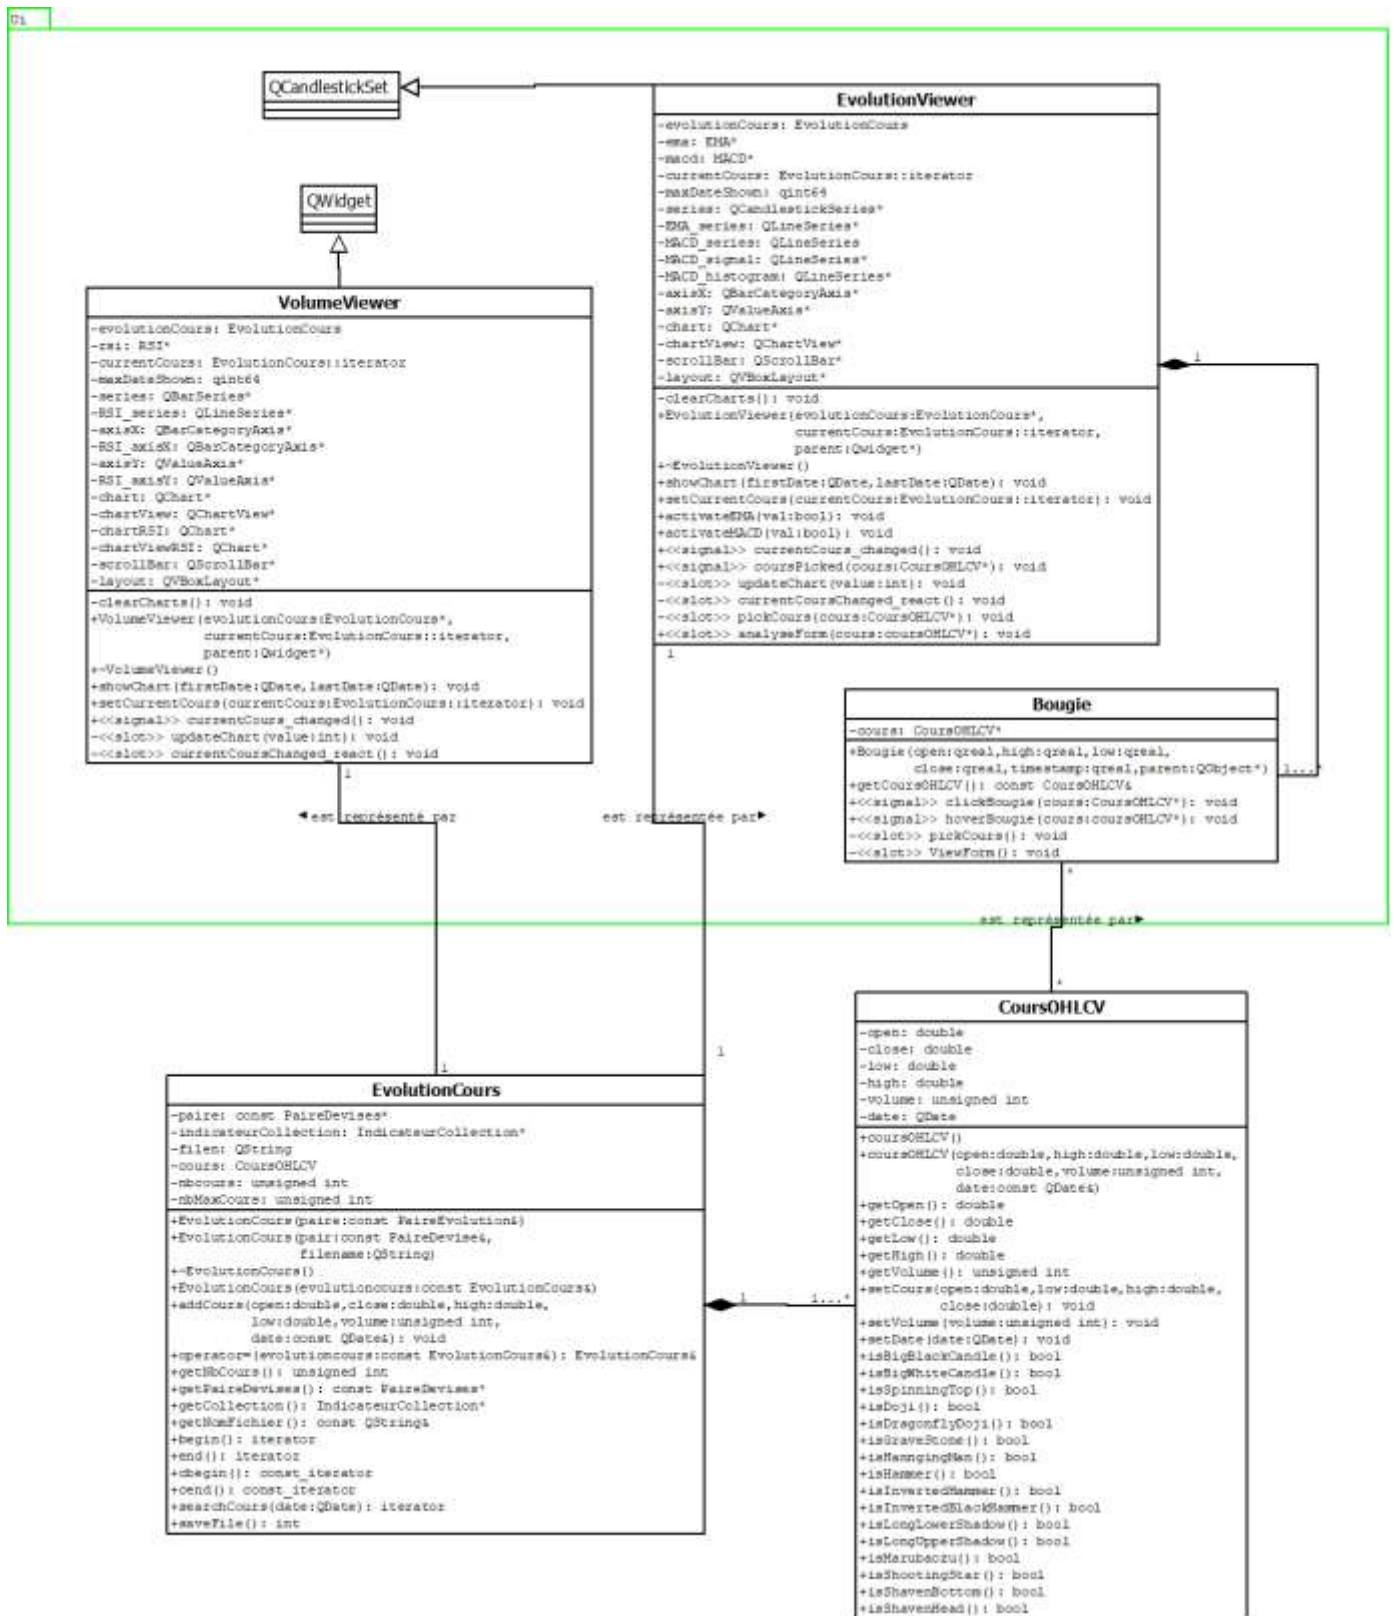 Ui
QCandlestickSet
EvolutionViewer
-evolutionCours: EvolutionCours
-ema: EMA*
-macd: MACD*
-currentCours: EvolutionCours::iterator
-maxDateShown: qint64
-series: QCandlestickSeries*
-EMA_series: QLineSeries*
-MACD_series: QLineSeries
-MACD_signal: QLineSeries*
-MACD_histogram: QLineSeries*
-axisX: QBarCategoryAxis*
-axisY: QValueAxis*
-chart: QChart*
-chartView: QChartView*
-scrollBar: QScrollBar*
-layout: QVBoxLayout*
-clearCharts(): void
+EvolutionViewer(evolutionCours:EvolutionCours*,
currentCours:EvolutionCours::iterator,
parent:Qwidget*)
+~EvolutionViewer()
+showChart(firstDate:QDate,lastDate:QDate): void
+setCurrentCours(currentCours:EvolutionCours::iterator): void
+activateEMA(val:bool): void
+activateMACD(val:bool): void
+<<signal>> currentCours_changed(): void
+<<signal>> coursPicked(cours:CoursOHLCV*): void
-<<slot>> updateChart(value:int): void
-<<slot>> currentCoursChanged_react(): void
-<<slot>> pickCours(cours:CoursOHLCV*): void
+<<slot>> analyseForm(cours:coursOHLCV*): void
1
1
QWidget
VolumeViewer
-evolutionCours: EvolutionCours
-rsi: RSI*
-currentCours: EvolutionCours::iterator
-maxDateShown: qint64
-series: QBarSeries*
-RSI_series: QLineSeries*
-axisX: QBarCategoryAxis*
-RSI_axisX: QBarCategoryAxis*
-axisY: QValueAxis*
-RSI_axisY: QValueAxis*
-chart: QChart*
-chartView: QChartView*
-chartRSI: QChart*
-chartViewRSI: QChart*
-scrollBar: QScrollBar*
-layout: QVBoxLayout*
-clearCharts(): void
+VolumeViewer(evolutionCours:EvolutionCours*,
currentCours:EvolutionCours::iterator,
parent:Qwidget*)
+~VolumeViewer()
+showChart(firstDate:QDate,lastDate:QDate): void
+setCurrentCours(currentCours:EvolutionCours::iterator): void
+<<signal>> currentCours_changed(): void
-<<slot>> updateChart(value:int): void
-<<slot>> currentCoursChanged_react(): void
1
Bougie
-cours: CoursOHLCV*
+Bougie(open:qreal,high:qreal,low:qreal,
close:qreal,timestamp:qreal,parent:QObject*)
+getCoursOHLCV(): const CoursOHLCV&
+<<signal>> clickBougie(cours:CoursOHLCV*): void
+<<signal>> hoverBougie(cours:coursOHLCV*): void
-<<slot>> pickCours(): void
-<<slot>> ViewForm(): void
1...*
*
◄est représenté par
est représentée par►
est représentée par►
*
1
1
EvolutionCours
-paire: const PaireDevises*
-indicateurCollection: IndicateurCollection*
-filen: QString
-cours: CoursOHLCV
-nbcours: unsigned int
-nbMaxCours: unsigned int
+EvolutionCours(paire:const PaireEvolution&)
+EvolutionCours(pair:const PaireDevise&,
filename:QString)
+~EvolutionCours()
+EvolutionCours(evolutioncours:const EvolutionCours&)
+addCours(open:double,close:double,high:double,
low:double,volume:unsigned int,
date:const QDate&): void
+operator=(evolutioncours:const EvolutionCours&): EvolutionCours&
+getNbCours(): unsigned int
+getPaireDevises(): const PaireDevises*
+getCollection(): IndicateurCollection*
+getNomFichier(): const QString&
+begin(): iterator
+end(): iterator
+cbegin(): const_iterator
+cend(): const_iterator
+searchCours(date:QDate): iterator
+saveFile(): int
1
1...*
CoursOHLCV
-open: double
-close: double
-low: double
-high: double
-volume: unsigned int
-date: QDate
+coursOHLCV()
+coursOHLCV(open:double,high:double,low:double,
close:double,volume:unsigned int,
date:const QDate&)
+getOpen(): double
+getClose(): double
+getLow(): double
+getHigh(): double
+getVolume(): unsigned int
+setCours(open:double,low:double,high:double,
close:double): void
+setVolume(volume:unsigned int): void
+setDate(date:QDate): void
+isBigBlackCandle(): bool
+isBigWhiteCandle(): bool
+isSpinningTop(): bool
+isDoji(): bool
+isDragonflyDoji(): bool
+isGraveStone(): bool
+isHanngingMan(): bool
+isHammer(): bool
+isInvertedHammer(): bool
+isInvertedBlackHammer(): bool
+isLongLowerShadow(): bool
+isLongUpperShadow(): bool
+isMarubaozu(): bool
+isShootingStar(): bool
+isShavenBottom(): bool
+isShavenHead(): bool